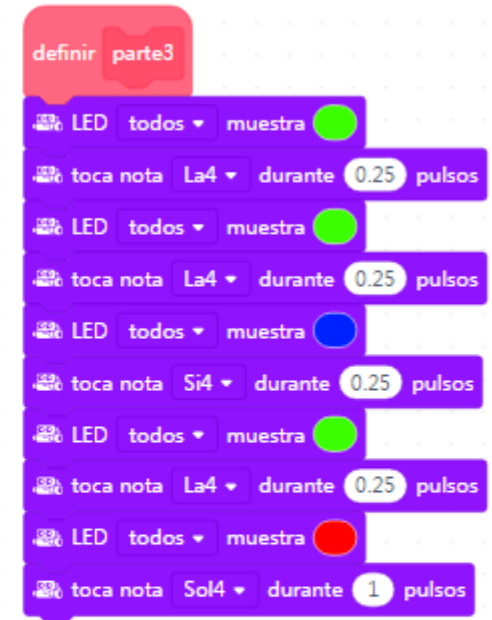 definir parte3
LED todos muestra
toca nota La4 durante 0.25 pulsos
LED todos muestra
toca nota La4 durante 0.25 pulsos
LED todos muestra
toca nota Si4 durante 0.25 pulsos
LED todos muestra
toca nota La4 durante 0.25 pulsos
LED todos muestra
toca nota Sol4 durante 1 pulsos